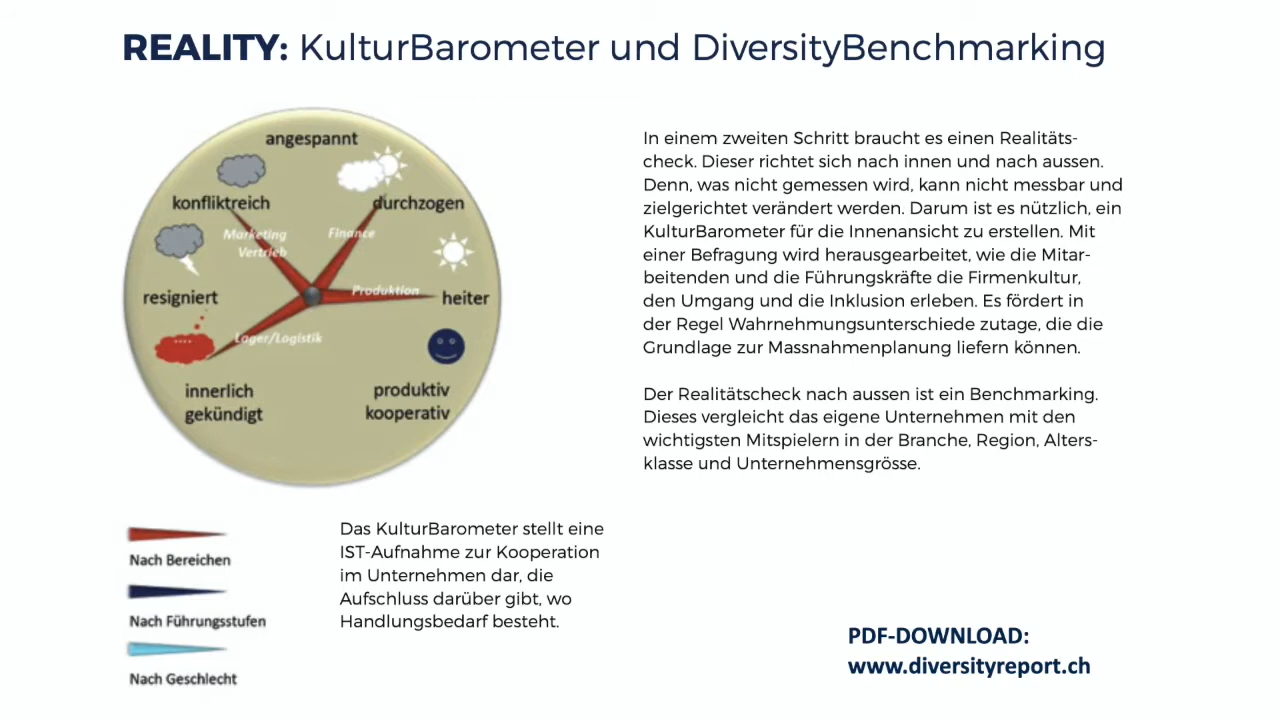 REALITY: KulturBarometer und DiversityBenchmarking
angespannt
konfliktreich
durchzogen
Marketing
Vertrieb
Finance
Produktion
resigniert
heiter
Lager/Logistik
innerlich
gekündigt
produktiv
kooperativ
In einem zweiten Schritt braucht es einen Realitäts-
check. Dieser richtet sich nach innen und nach aussen.
Denn, was nicht gemessen wird, kann nicht messbar und
zielgerichtet verändert werden. Darum ist es nützlich, ein
KulturBarometer für die Innenansicht zu erstellen. Mit
einer Befragung wird herausgearbeitet, wie die Mitar-
beitenden und die Führungskräfte die Firmenkultur,
den Umgang und die Inklusion erleben. Es fördert in
der Regel Wahrnehmungsunterschiede zutage, die die
Grundlage zur Massnahmenplanung liefern können.
Der Realitätscheck nach aussen ist ein Benchmarking.
Dieses vergleicht das eigene Unternehmen mit den
wichtigsten Mitspielern in der Branche, Region, Alters-
klasse und Unternehmensgrösse.
Nach Bereichen
Nach Führungsstufen
Nach Geschlecht
Das KulturBarometer stellt eine
IST-Aufnahme zur Kooperation
im Unternehmen dar, die
Aufschluss darüber gibt, wo
Handlungsbedarf besteht.
PDF-DOWNLOAD:
www.diversityreport.ch